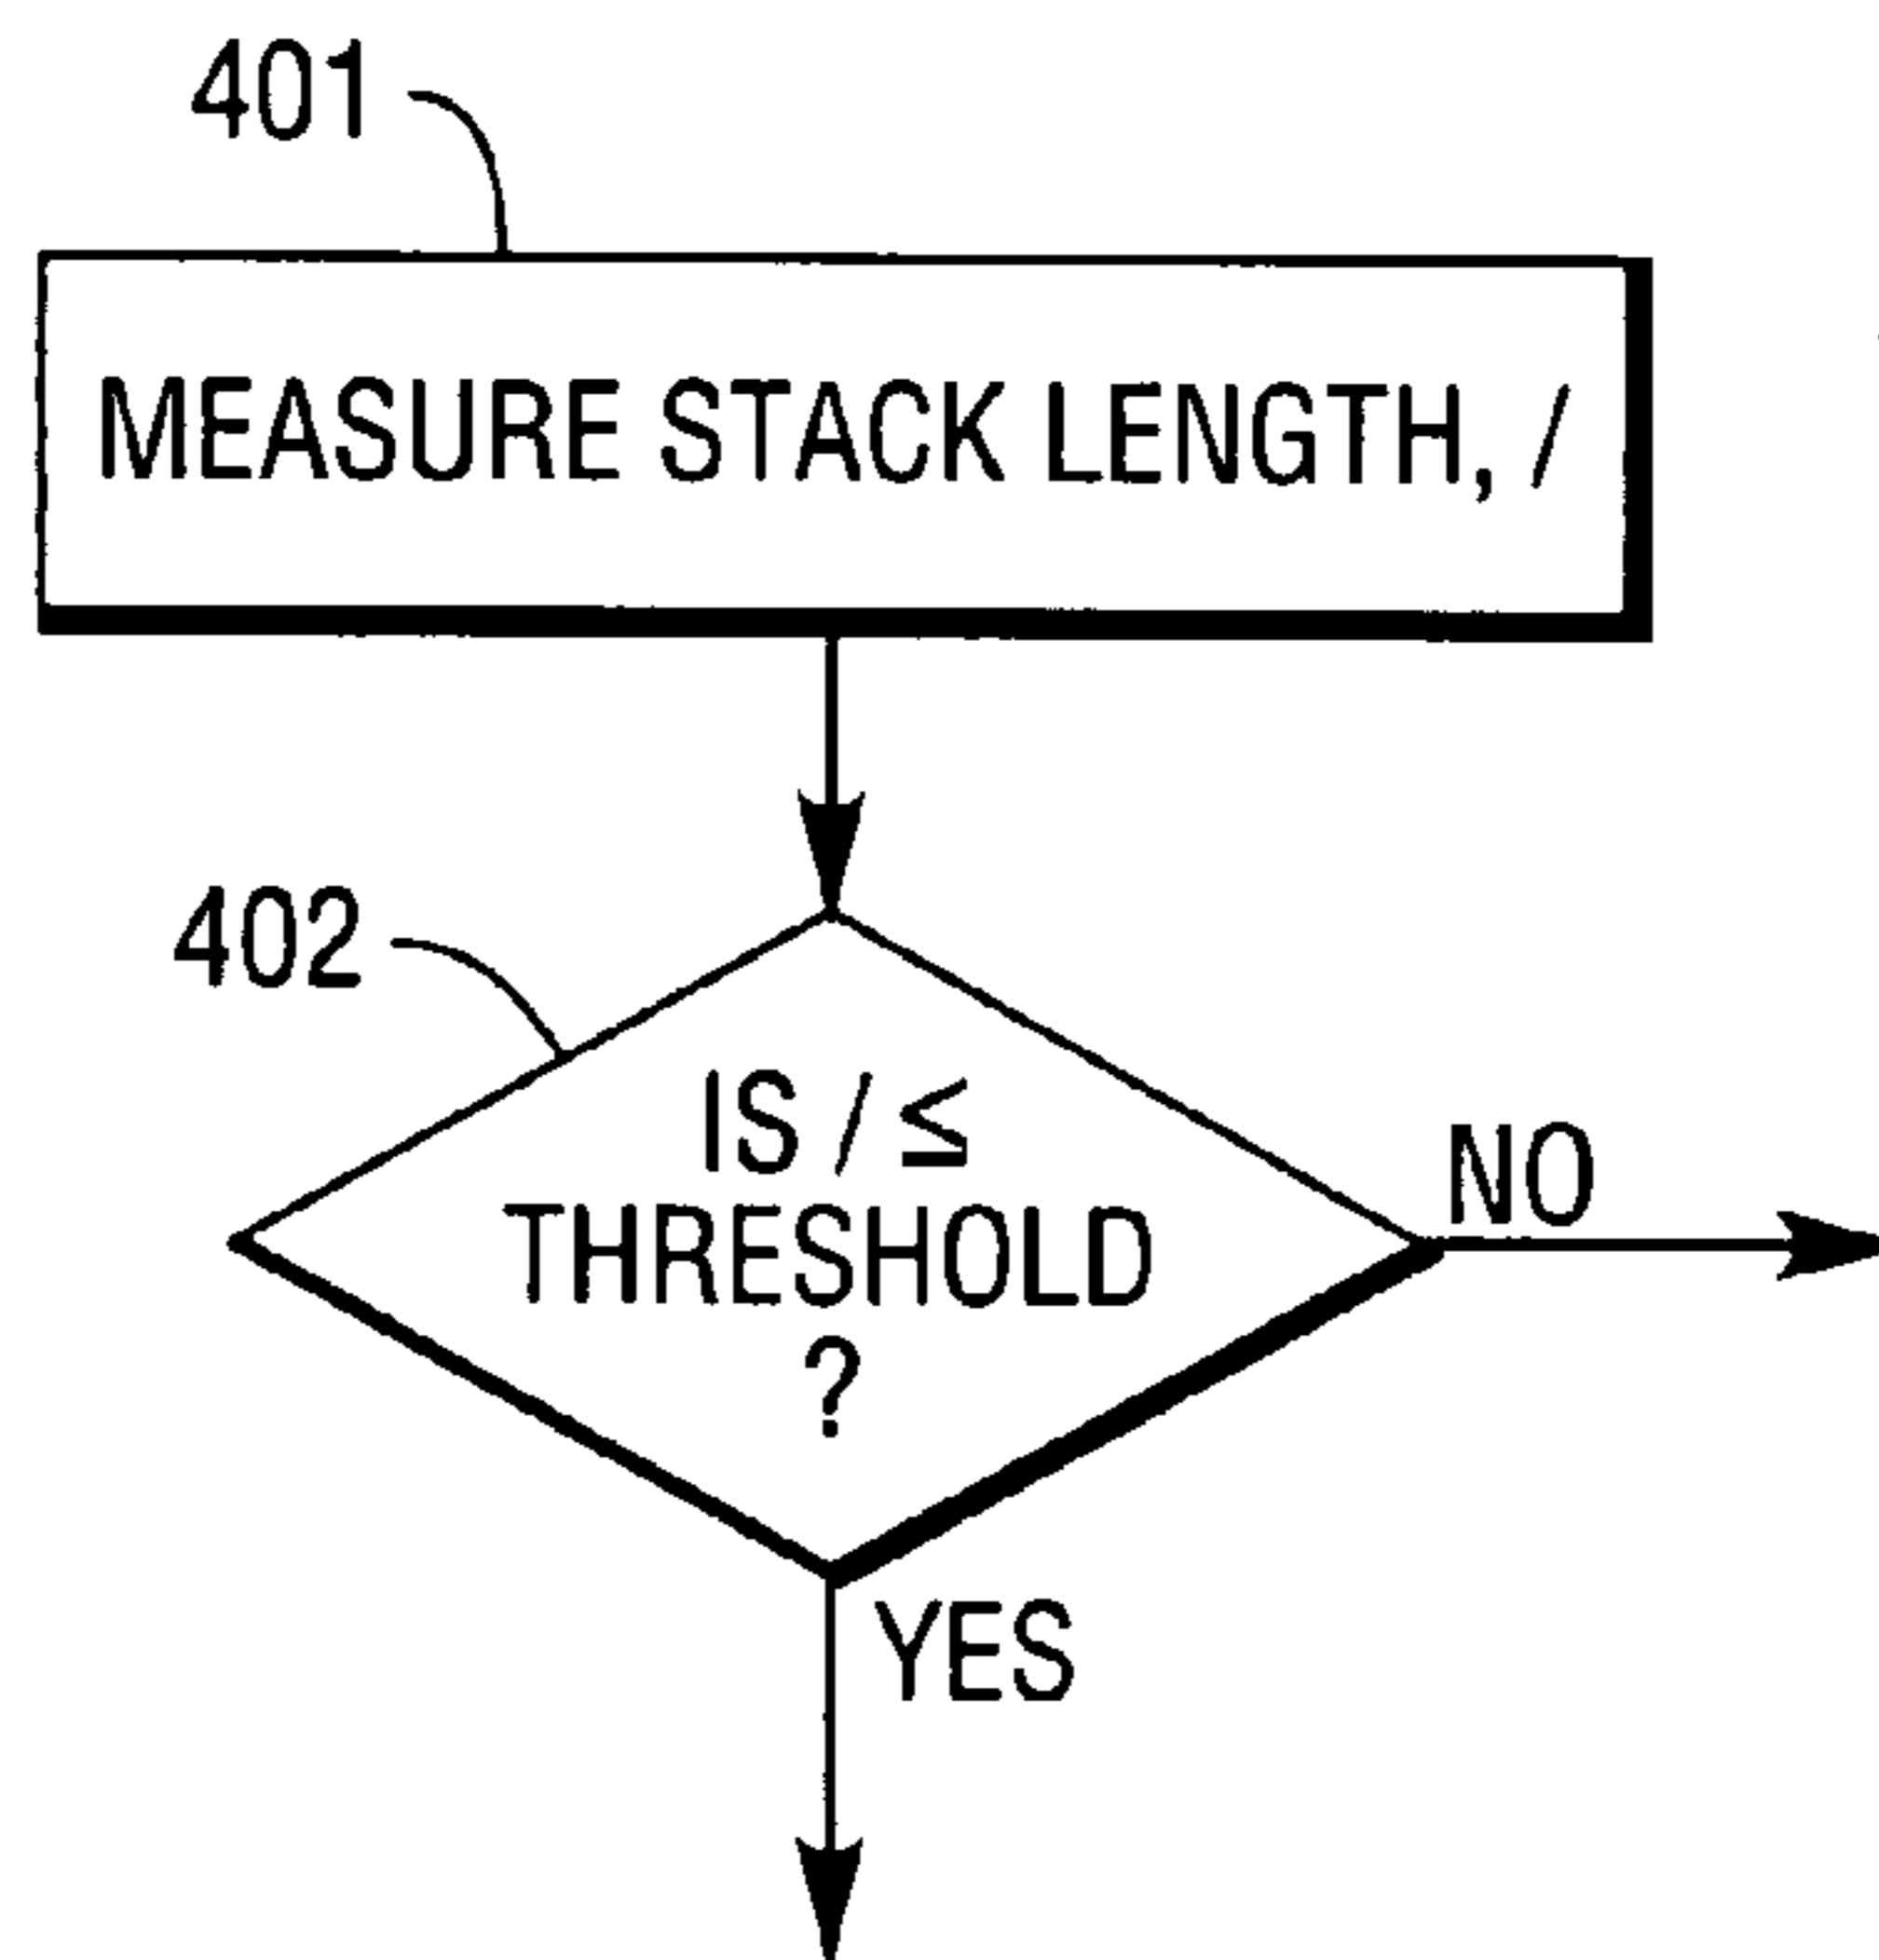 401
MEASURE STACK LENGTH, l
402
IS l ≤
THRESHOLD
?
NO
YES